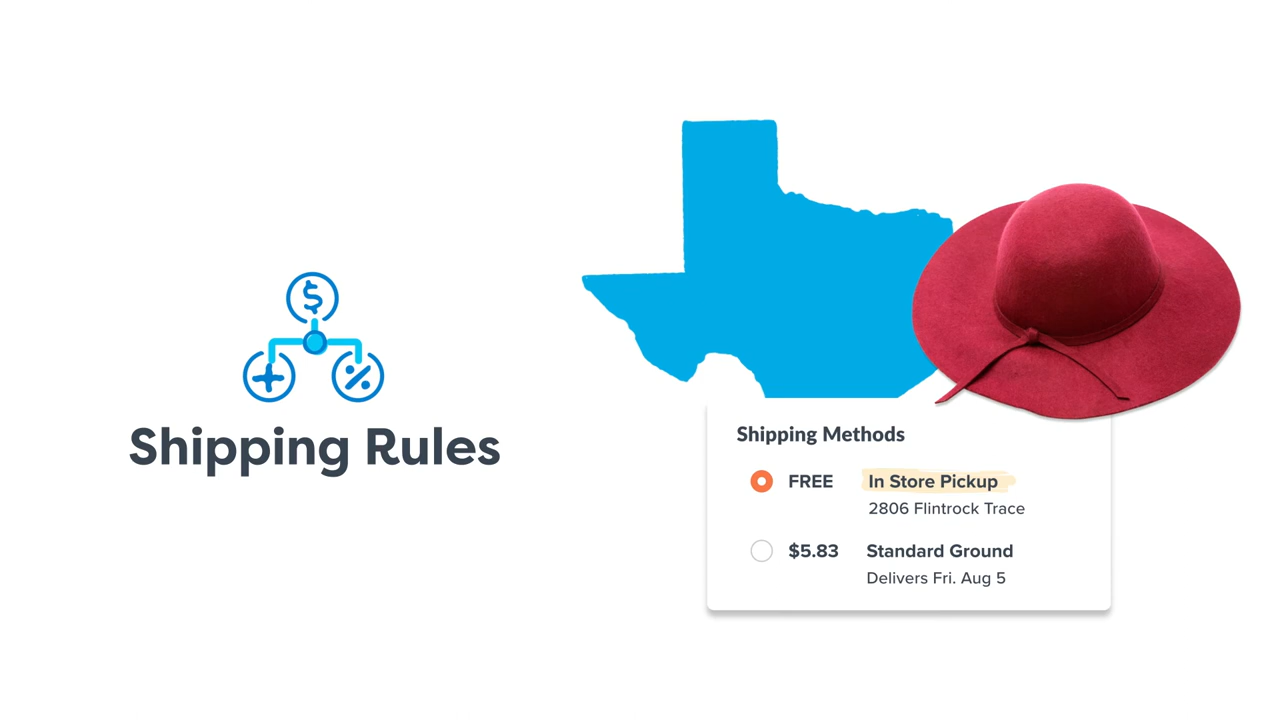 Shipping Rules
Shipping Methods
FREE In Store Pickup
2806 Flintrock Trace
$5.83 Standard Ground
Delivers Fri. Aug 5